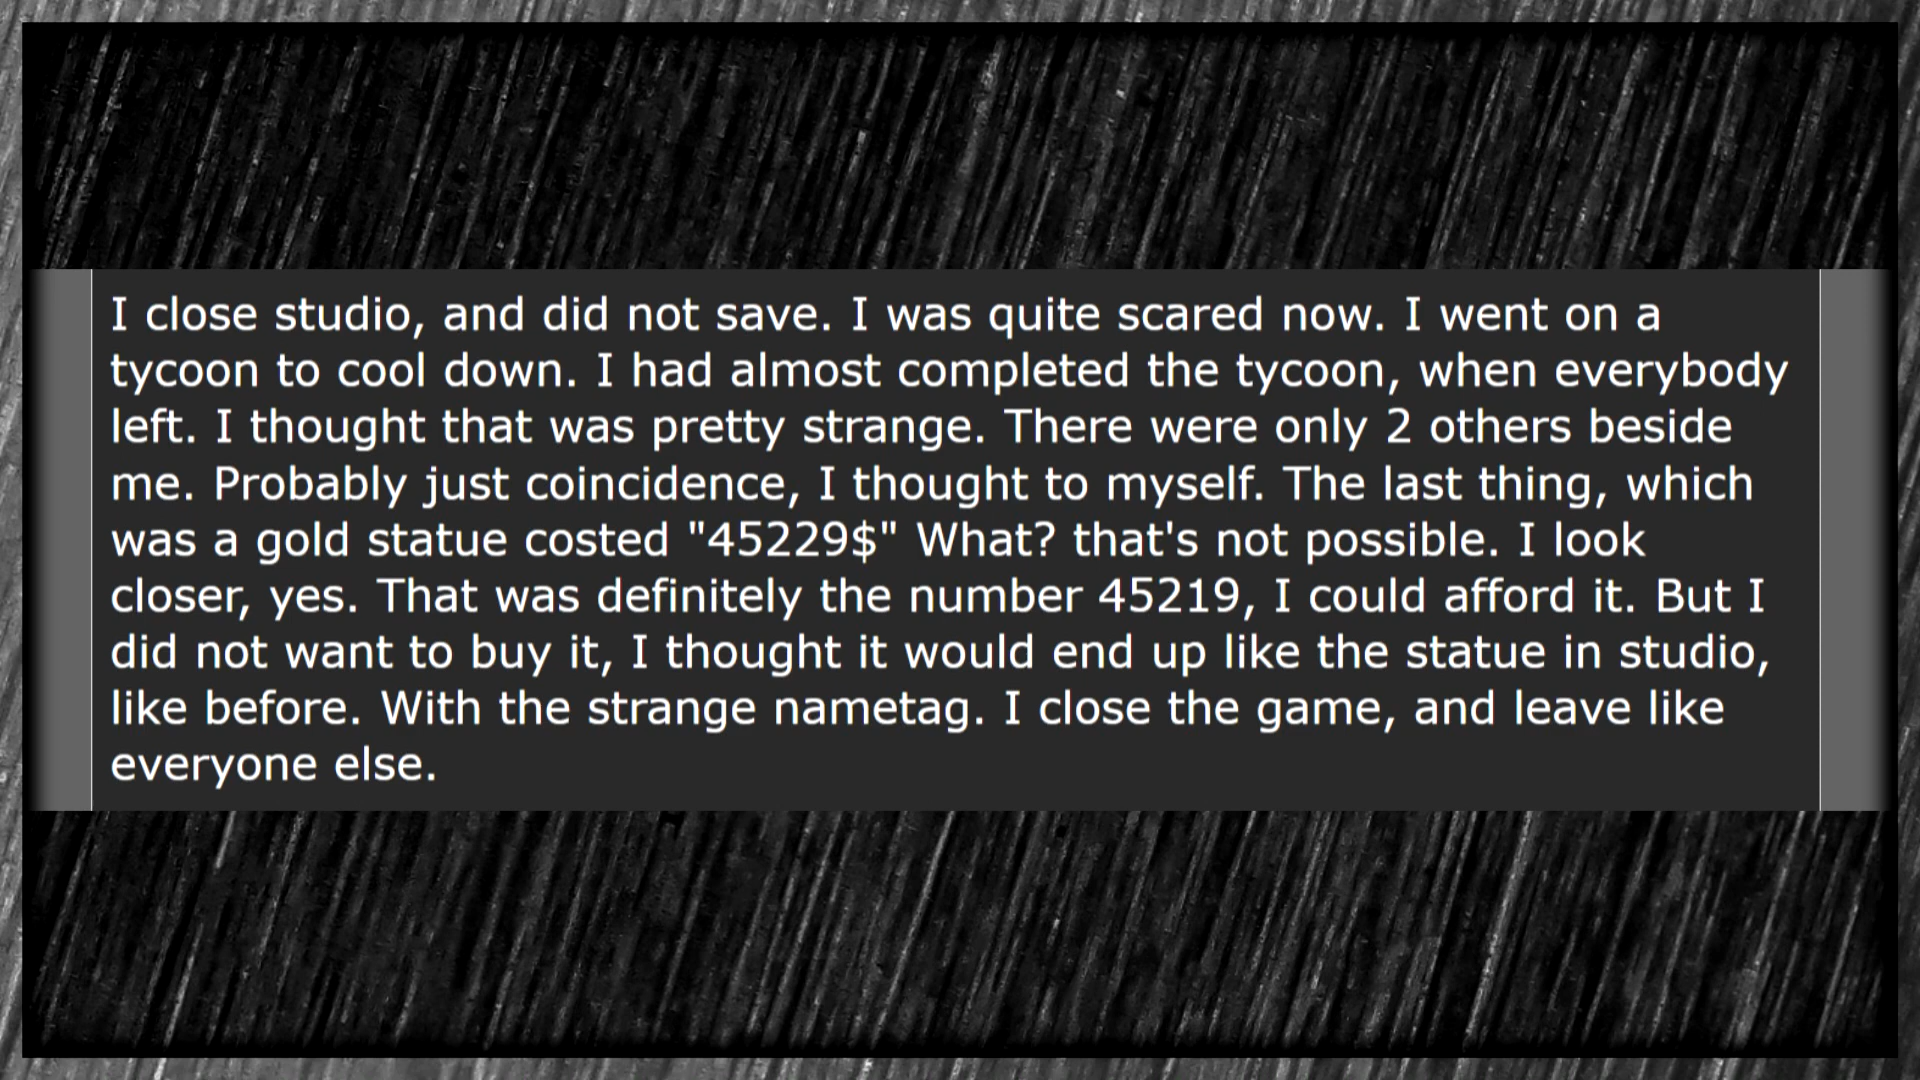 I close studio, and did not save. I was quite scared now. I went on a
tycoon to cool down. I had almost completed the tycoon, when everybody
left. I thought that was pretty strange. There were only 2 others beside
me. Probably just coincidence, I thought to myself. The last thing, which
was a gold statue costed "45229$" What? that's not possible. I look
closer, yes. That was definitely the number 45219, I could afford it. But I
did not want to buy it, I thought it would end up like the statue in studio,
like before. With the strange nametag. I close the game, and leave like
everyone else.